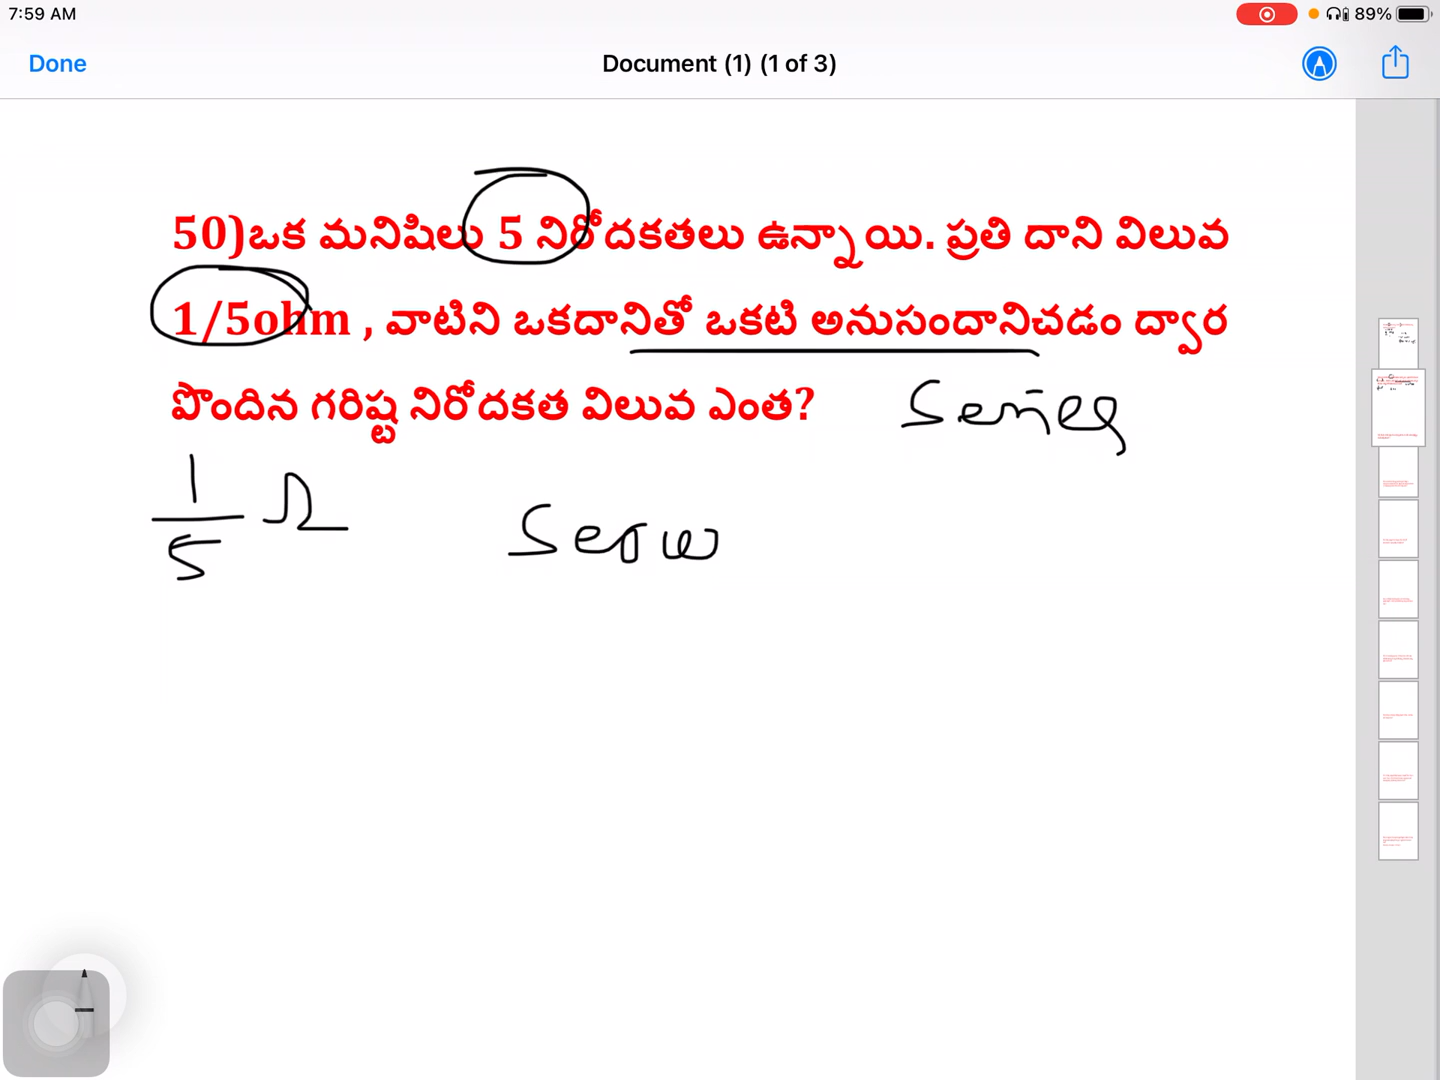 7:59 AM
89%
Done
Document (1) (1 of 3)
50)ఒక మనిషిలు 5 నిరోదకతలు ఉన్నాయి. ప్రతి దాని విలువ
1/5ohm , వాటిని ఒకదానితో ఒకటి అనుసందానిచడం ద్వార
పొందిన గరిష్ట నిరోదకత విలువ ఎంత?
Series
1/5 Ω